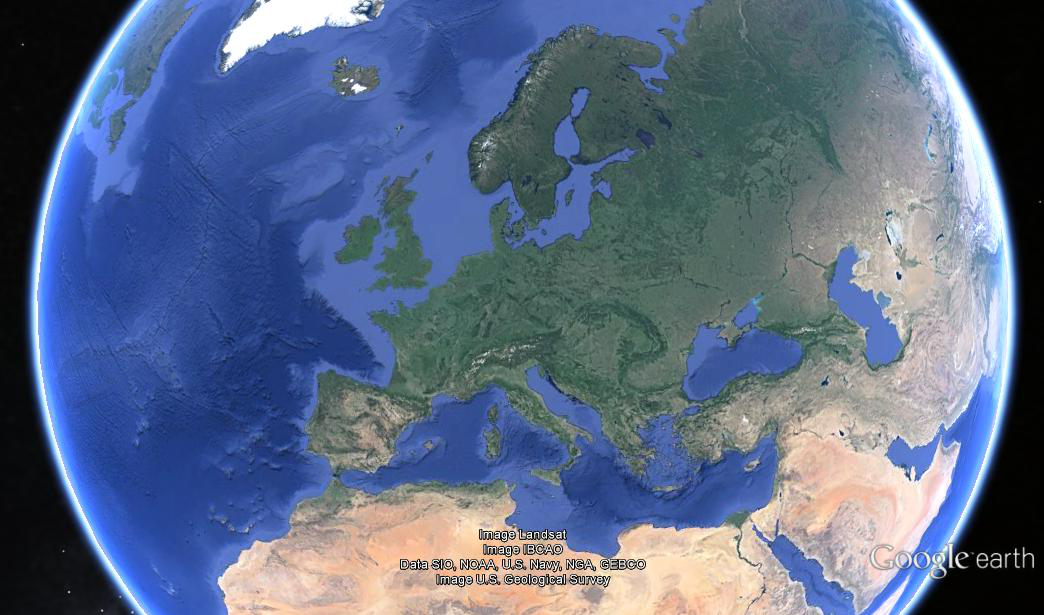 Image Landsat
Image IBCAO
Data SIO, NOAA, U.S. Navy, NGA, GEBCO
Image U.S. Geological Survey
Google earth